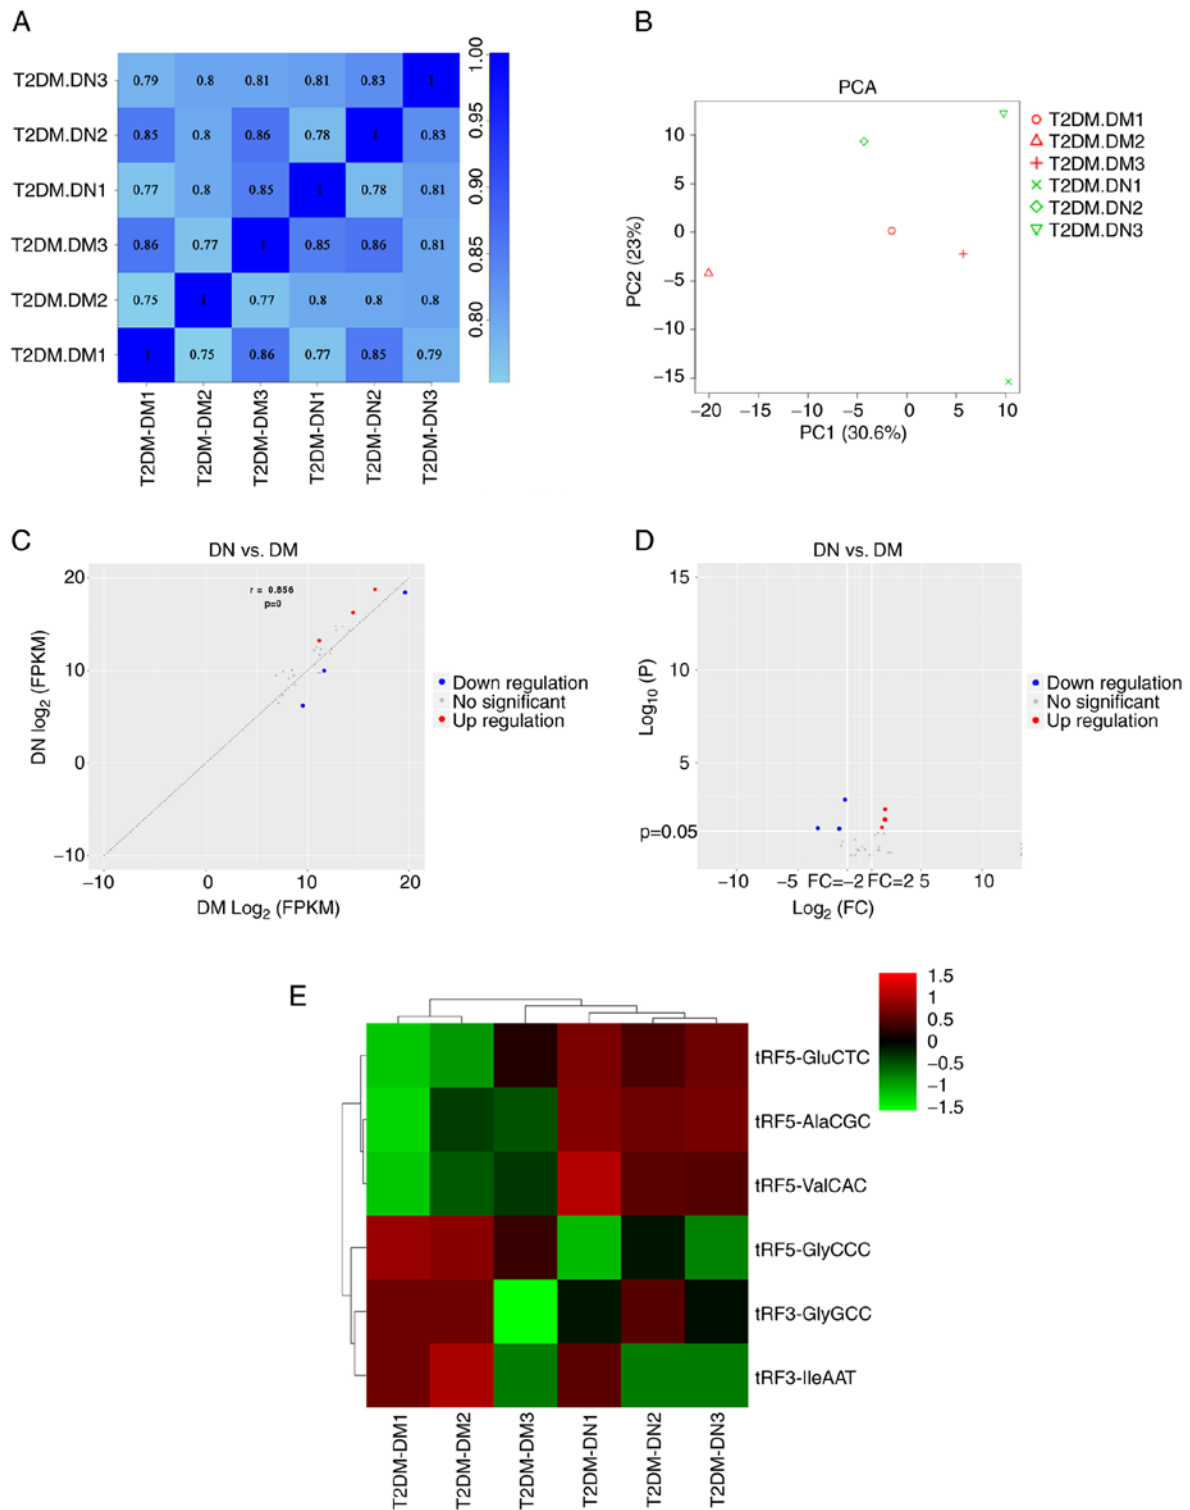 A
T2DM.DN3 0.79 0.8 0.81 0.81 0.83 1
T2DM.DN2 0.85 0.8 0.86 0.78 1 0.83
T2DM.DN1 0.77 0.8 0.85 1 0.78 0.81
T2DM.DM3 0.86 0.77 1 0.85 0.86 0.81
T2DM.DM2 0.75 1 0.77 0.8 0.8 0.8
T2DM.DM1 1 0.75 0.86 0.77 0.85 0.79
T2DM-DM1 T2DM-DM2 T2DM-DM3 T2DM-DN1 T2DM-DN2 T2DM-DN3
1.00
0.95
0.90
0.85
0.80
B
PCA
PC2 (23%)
10
5
0
−5
−10
−15
−20 −15 −10 −5 0 5 10
PC1 (30.6%)
T2DM.DM1
T2DM.DM2
T2DM.DM3
T2DM.DN1
T2DM.DN2
T2DM.DN3
C
DN vs. DM
r = 0.856
p=0
DN log2 (FPKM)
20
10
0
−10
−10 0 10 20
DM Log2 (FPKM)
Down regulation
No significant
Up regulation
D
DN vs. DM
Log10 (P)
15
10
5
p=0.05
−10 −5 FC=−2 FC=2 5 10
Log2 (FC)
Down regulation
No significant
Up regulation
E
1.5
1
0.5
0
−0.5
−1
−1.5
tRF5-GluCTC
tRF5-AlaCGC
tRF5-ValCAC
tRF5-GlyCCC
tRF3-GlyGCC
tRF3-IleAAT
T2DM-DM1 T2DM-DM2 T2DM-DM3 T2DM-DN1 T2DM-DN2 T2DM-DN3